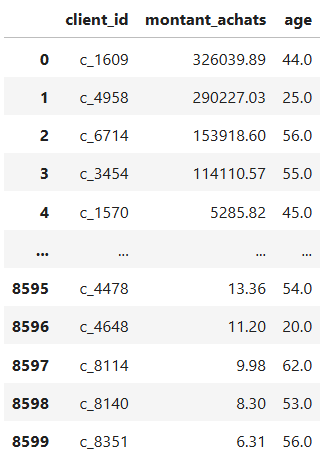 client_id montant_achats age
0 c_1609 326039.89 44.0
1 c_4958 290227.03 25.0
2 c_6714 153918.60 56.0
3 c_3454 114110.57 55.0
4 c_1570 5285.82 45.0
... ... ... ...
8595 c_4478 13.36 54.0
8596 c_4648 11.20 20.0
8597 c_8114 9.98 62.0
8598 c_8140 8.30 53.0
8599 c_8351 6.31 56.0